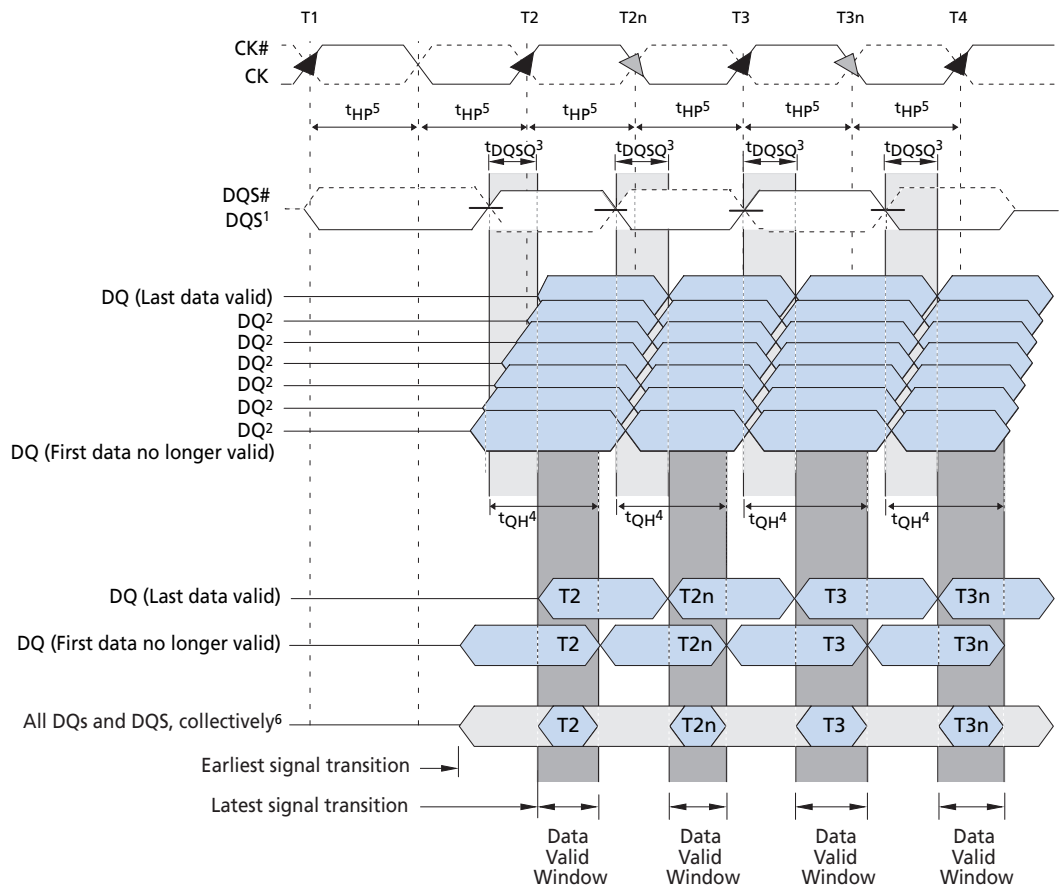 T1 T2 T2n T3 T3n T4
CK#
CK
tHP5 tHP5 tHP5 tHP5 tHP5 tHP5
tDQSQ3 tDQSQ3 tDQSQ3 tDQSQ3
DQS#
DQS1
DQ (Last data valid)
DQ2
DQ2
DQ2
DQ2
DQ2
DQ2
DQ (First data no longer valid)
tQH4 tQH4 tQH4 tQH4
DQ (Last data valid) T2 T2n T3 T3n
DQ (First data no longer valid) T2 T2n T3 T3n
All DQs and DQS, collectively6 T2 T2n T3 T3n
Earliest signal transition
Latest signal transition
Data Data Data Data
Valid Valid Valid Valid
Window Window Window Window